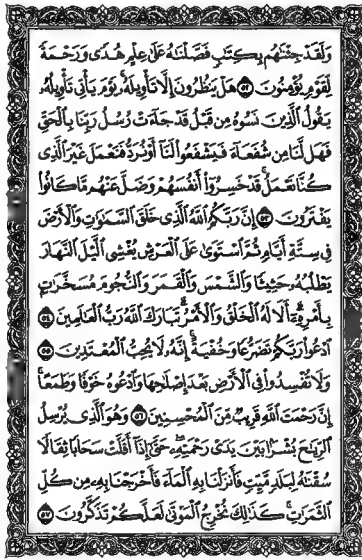 وَلَقَدْ جِئْنَٰهُم بِكِتَٰبٍ فَصَّلْنَٰهُ عَلَىٰ عِلْمٍ هُدًى وَرَحْمَةً
لِّقَوْمٍ يُؤْمِنُونَ ٥٢ هَلْ يَنظُرُونَ إِلَّا تَأْوِيلَهُۥ يَوْمَ يَأْتِى تَأْوِيلُهُۥ
يَقُولُ ٱلَّذِينَ نَسُوهُ مِن قَبْلُ قَدْ جَآءَتْ رُسُلُ رَبِّنَا بِٱلْحَقِّ
فَهَل لَّنَا مِن شُفَعَآءَ فَيَشْفَعُوا۟ لَنَآ أَوْ نُرَدُّ فَنَعْمَلَ غَيْرَ ٱلَّذِى
كُنَّا نَعْمَلُ قَدْ خَسِرُوٓا۟ أَنفُسَهُمْ وَضَلَّ عَنْهُم مَّا كَانُوا۟
يَفْتَرُونَ ٥٣ إِنَّ رَبَّكُمُ ٱللَّهُ ٱلَّذِى خَلَقَ ٱلسَّمَٰوَٰتِ وَٱلْأَرْضَ
فِى سِتَّةِ أَيَّامٍ ثُمَّ ٱسْتَوَىٰ عَلَى ٱلْعَرْشِ يُغْشِى ٱلَّيْلَ ٱلنَّهَارَ
يَطْلُبُهُۥ حَثِيثًا وَٱلشَّمْسَ وَٱلْقَمَرَ وَٱلنُّجُومَ مُسَخَّرَٰتٍۭ
بِأَمْرِهِۦٓ أَلَا لَهُ ٱلْخَلْقُ وَٱلْأَمْرُ تَبَارَكَ ٱللَّهُ رَبُّ ٱلْعَٰلَمِينَ ٥٤
ٱدْعُوا۟ رَبَّكُمْ تَضَرُّعًا وَخُفْيَةً إِنَّهُۥ لَا يُحِبُّ ٱلْمُعْتَدِينَ ٥٥
وَلَا تُفْسِدُوا۟ فِى ٱلْأَرْضِ بَعْدَ إِصْلَٰحِهَا وَٱدْعُوهُ خَوْفًا وَطَمَعًا
إِنَّ رَحْمَتَ ٱللَّهِ قَرِيبٌ مِّنَ ٱلْمُحْسِنِينَ ٥٦ وَهُوَ ٱلَّذِى يُرْسِلُ
ٱلرِّيَٰحَ بُشْرًۢا بَيْنَ يَدَىْ رَحْمَتِهِۦ حَتَّىٰٓ إِذَآ أَقَلَّتْ سَحَابًا ثِقَالًا
سُقْنَٰهُ لِبَلَدٍ مَّيِّتٍ فَأَنزَلْنَا بِهِ ٱلْمَآءَ فَأَخْرَجْنَا بِهِۦ مِن كُلِّ
ٱلثَّمَرَٰتِ كَذَٰلِكَ نُخْرِجُ ٱلْمَوْتَىٰ لَعَلَّكُمْ تَذَكَّرُونَ ٥٧